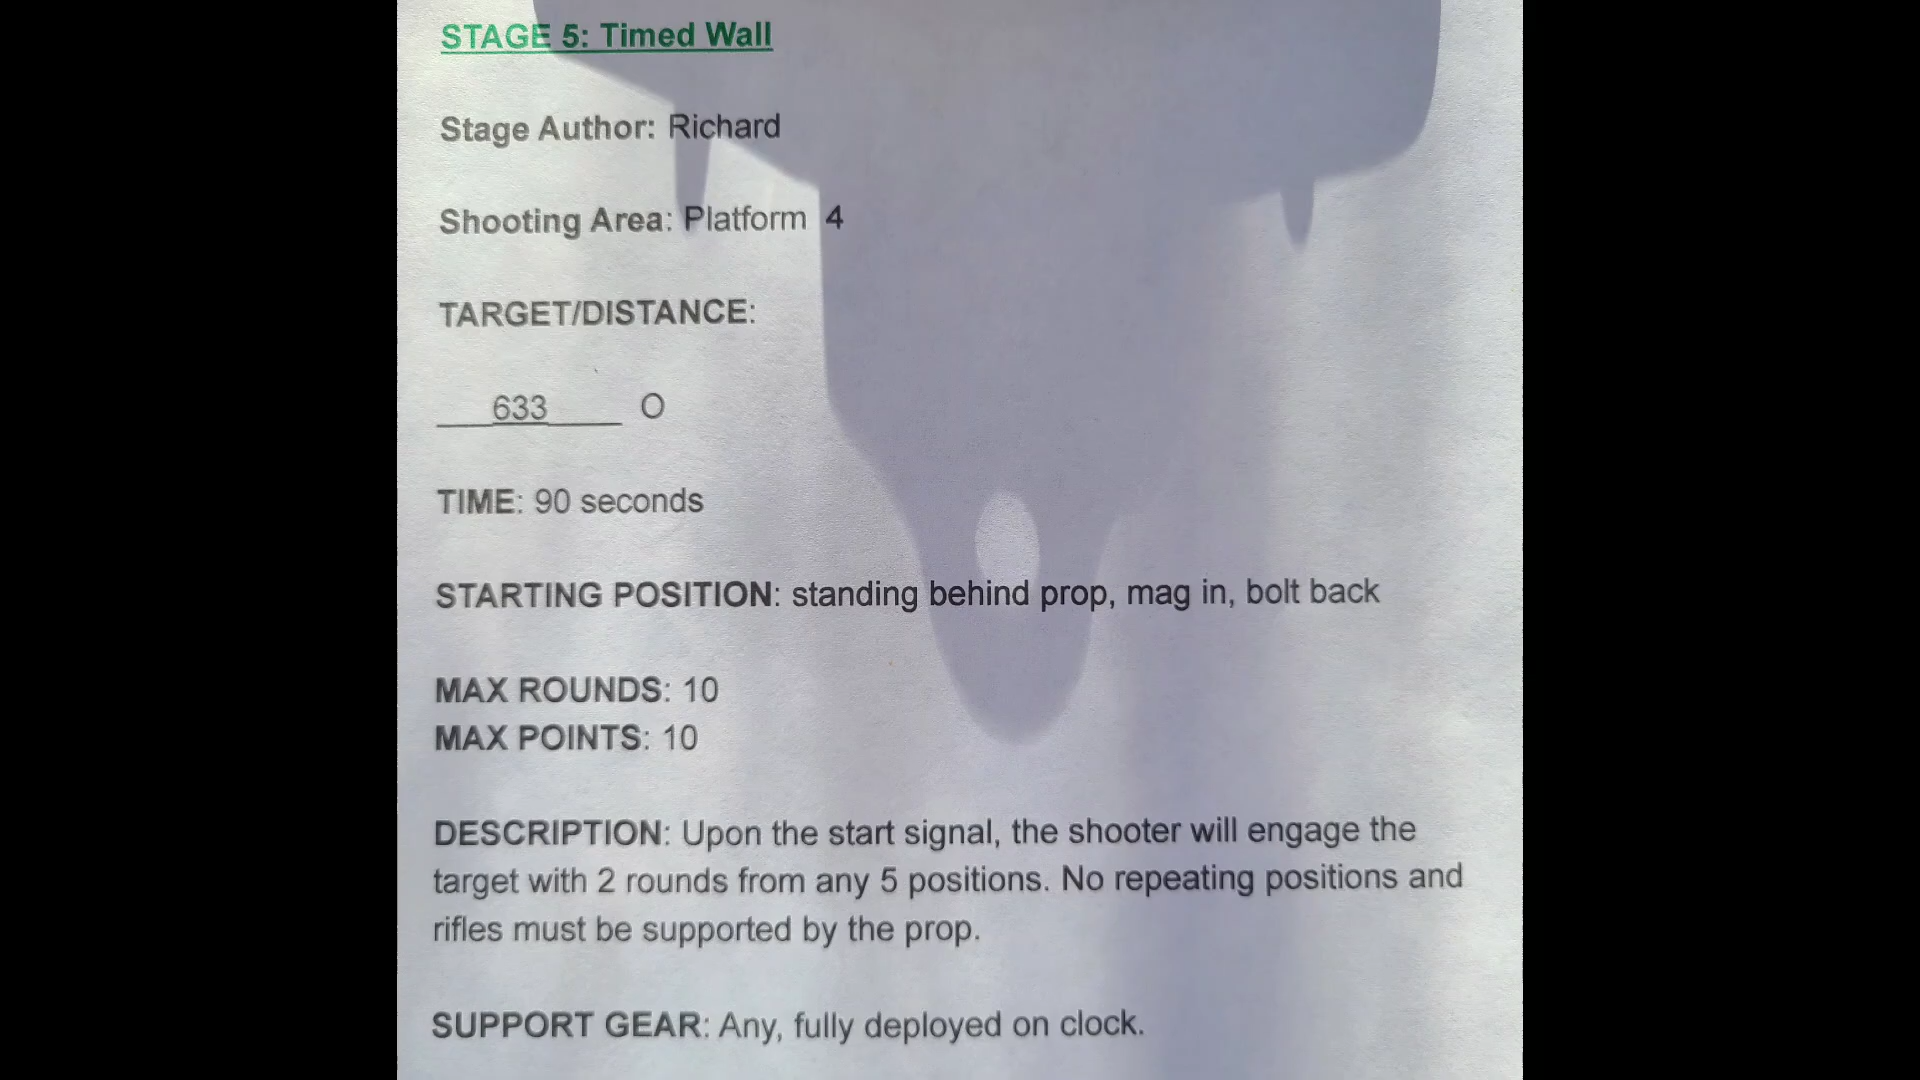 STAGE 5: Timed Wall
Stage Author: Richard
Shooting Area: Platform 4
TARGET/DISTANCE:
___633____ O
TIME: 90 seconds
STARTING POSITION: standing behind prop, mag in, bolt back
MAX ROUNDS: 10
MAX POINTS: 10
DESCRIPTION: Upon the start signal, the shooter will engage the
target with 2 rounds from any 5 positions. No repeating positions and
rifles must be supported by the prop.
SUPPORT GEAR: Any, fully deployed on clock.